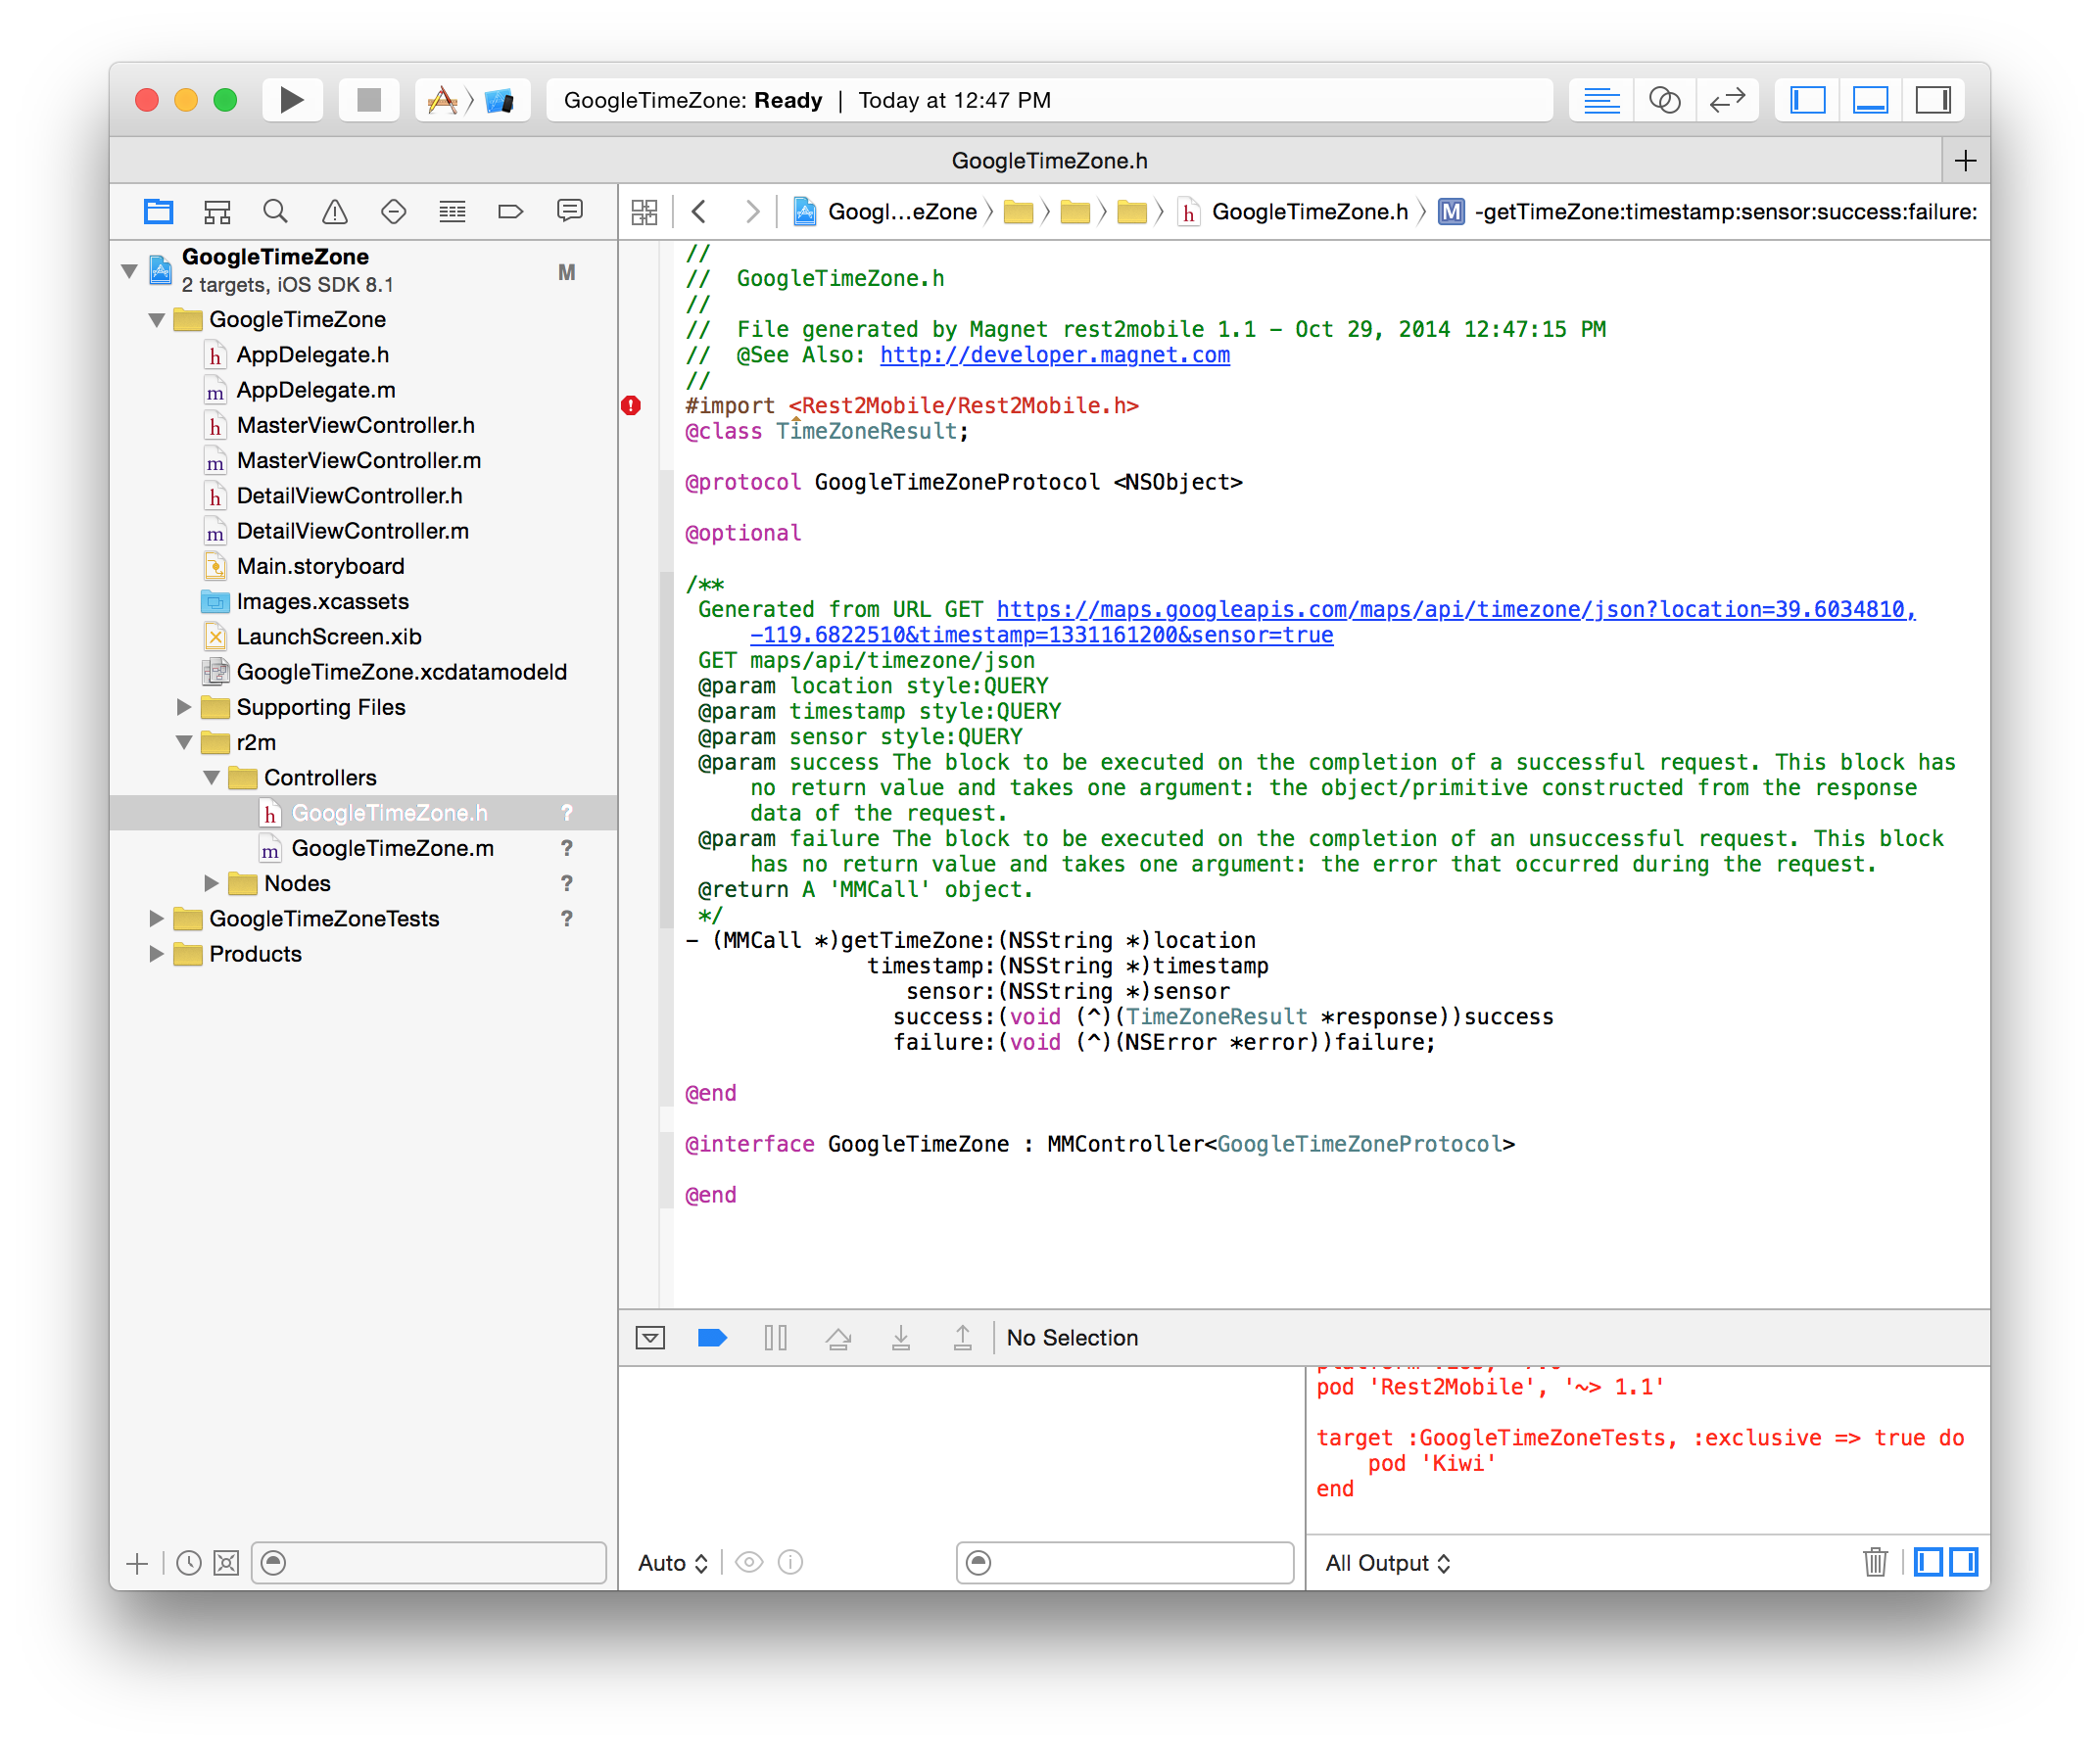 GoogleTimeZone: Ready | Today at 12:47 PM
GoogleTimeZone.h
Googl...eZone
GoogleTimeZone.h
M -getTimeZone:timestamp:sensor:success:failure:
GoogleTimeZone
2 targets, iOS SDK 8.1
M
GoogleTimeZone
h AppDelegate.h
m AppDelegate.m
h MasterViewController.h
m MasterViewController.m
h DetailViewController.h
m DetailViewController.m
Main.storyboard
Images.xcassets
LaunchScreen.xib
GoogleTimeZone.xcdatamodeld
Supporting Files
r2m
Controllers
h GoogleTimeZone.h ?
m GoogleTimeZone.m ?
Nodes ?
GoogleTimeZoneTests ?
Products
//
//  GoogleTimeZone.h
//
//  File generated by Magnet rest2mobile 1.1 - Oct 29, 2014 12:47:15 PM
//  @See Also: http://developer.magnet.com
//
#import <Rest2Mobile/Rest2Mobile.h>
@class TimeZoneResult;
@protocol GoogleTimeZoneProtocol <NSObject>
@optional
/**
Generated from URL GET https://maps.googleapis.com/maps/api/timezone/json?location=39.6034810,
-119.6822510&timestamp=1331161200&sensor=true
GET maps/api/timezone/json
@param location style:QUERY
@param timestamp style:QUERY
@param sensor style:QUERY
@param success The block to be executed on the completion of a successful request. This block has
no return value and takes one argument: the object/primitive constructed from the response
data of the request.
@param failure The block to be executed on the completion of an unsuccessful request. This block
has no return value and takes one argument: the error that occurred during the request.
@return A 'MMCall' object.
*/
- (MMCall *)getTimeZone:(NSString *)location
timestamp:(NSString *)timestamp
sensor:(NSString *)sensor
success:(void (^)(TimeZoneResult *response))success
failure:(void (^)(NSError *error))failure;
@end
@interface GoogleTimeZone : MMController<GoogleTimeZoneProtocol>
@end
No Selection
pod 'Rest2Mobile', '~> 1.1'
target :GoogleTimeZoneTests, :exclusive => true do
pod 'Kiwi'
end
Auto
All Output